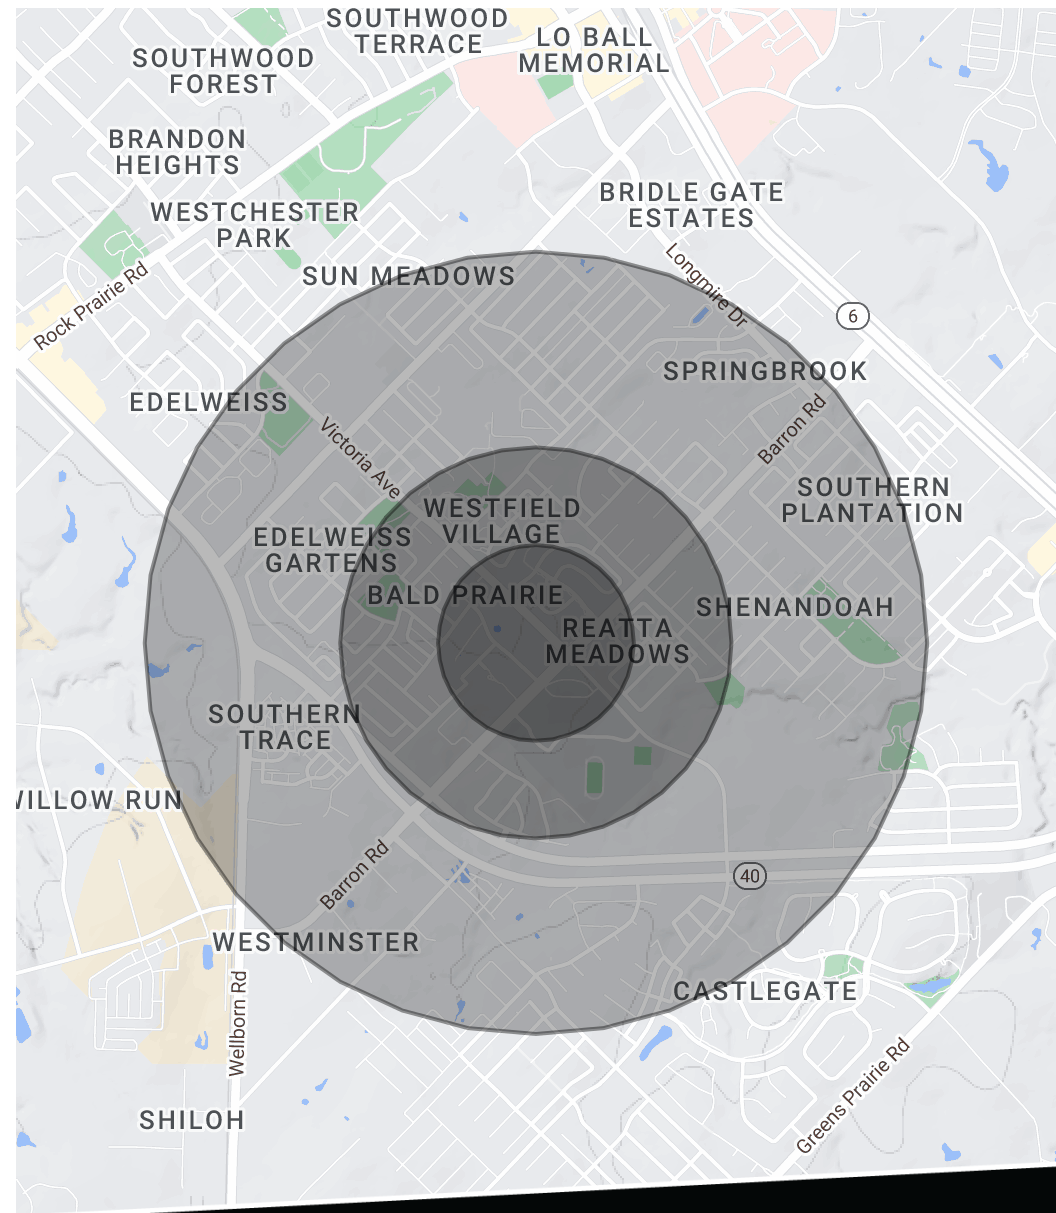 SOUTHWOOD
TERRACE
LO BALL
MEMORIAL
SOUTHWOOD
FOREST
BRANDON
HEIGHTS
BRIDLE GATE
ESTATES
WESTCHESTER
PARK
SUN MEADOWS
Longmire Dr
Rock Prairie Rd
6
SPRINGBROOK
EDELWEISS
Barron Rd
Victoria Ave
SOUTHERN
PLANTATION
WESTFIELD
VILLAGE
EDELWEISS
GARTENS
BALD PRAIRIE
SHENANDOAH
REATTA
MEADOWS
SOUTHERN
TRACE
WILLOW RUN
Barron Rd
40
WESTMINSTER
CASTLEGATE
Wellborn Rd
Greens Prairie Rd
SHILOH